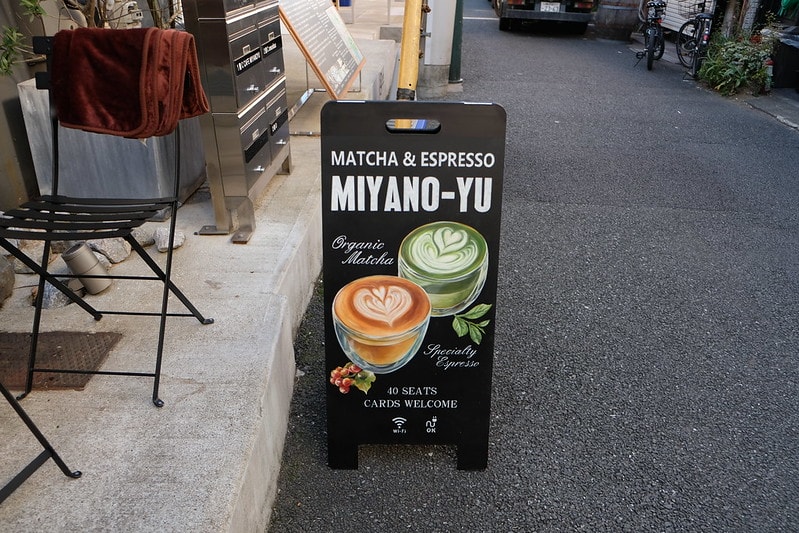 MATCHA & ESPRESSO
MIYANO-YU
Organic
Matcha
Specialty
Espresso
40 SEATS
CARDS WELCOME
WI-FI
OK